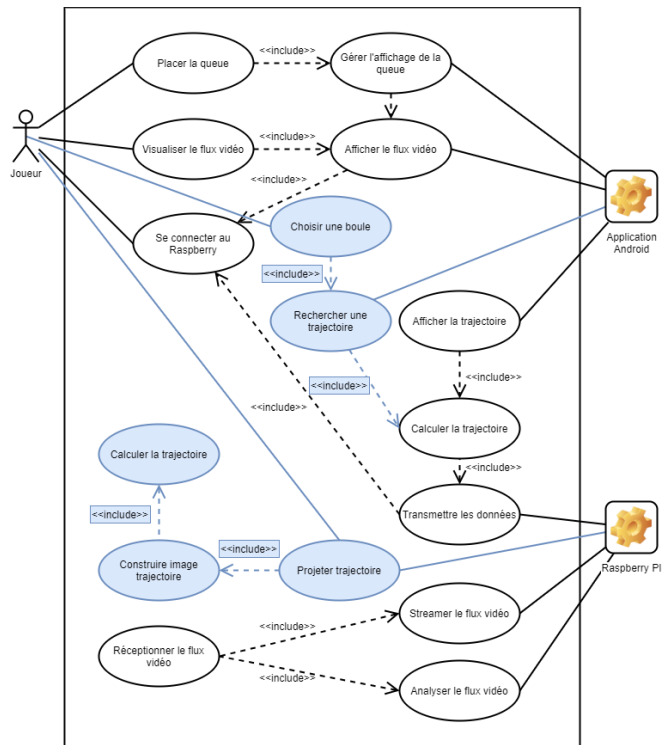 <<include>>
Placer la queue
Gérer l'affichage de la
queue
<<include>>
Visualiser le flux vidéo
Afficher le flux vidéo
Joueur
<<include>>
Choisir une boule
Se connecter au
Raspberry
Application
Android
<<include>>
Rechercher une
trajectoire
Afficher la trajectoire
<<include>>
<<include>>
<<include>>
Calculer la trajectoire
Calculer la trajectoire
<<include>>
<<include>>
Transmettre les données
<<include>>
Construire image
trajectoire
Projeter trajectoire
Raspberry PI
<<include>>
Streamer le flux vidéo
Réceptionner le flux
vidéo
<<include>>
Analyser le flux vidéo